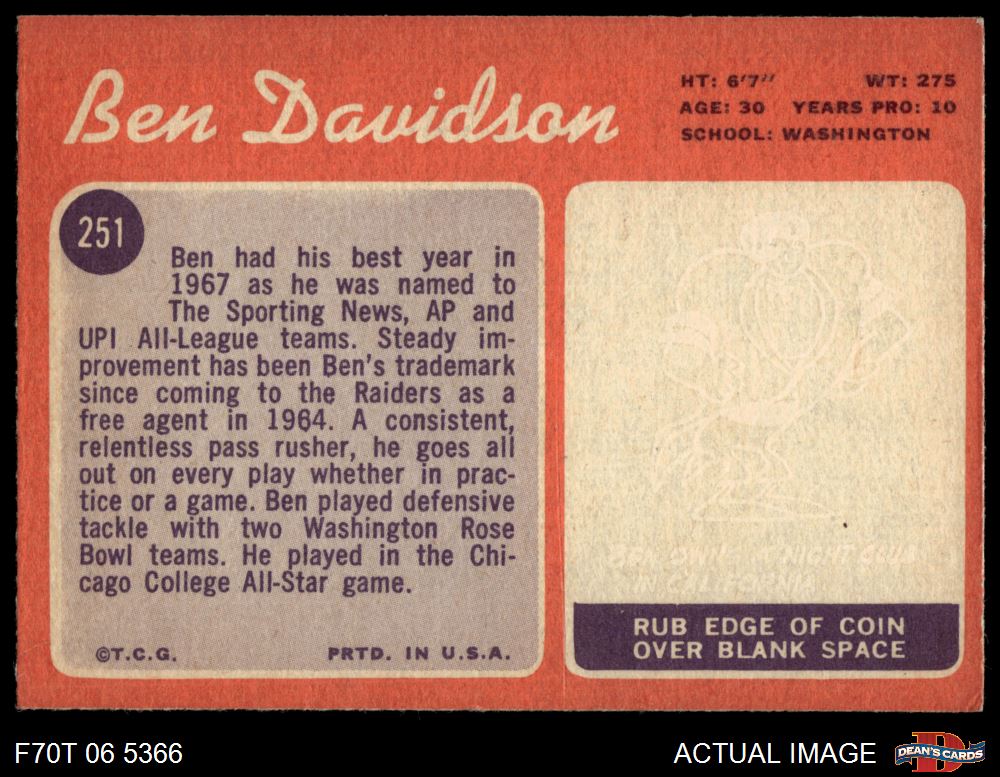 Ben Davidson
HT: 6'7" WT: 275
AGE: 30 YEARS PRO: 10
SCHOOL: WASHINGTON
251
Ben had his best year in
1967 as he was named to
The Sporting News, AP and
UPI All-League teams. Steady im-
provement has been Ben's trademark
since coming to the Raiders as a
free agent in 1964. A consistent,
relentless pass rusher, he goes all
out on every play whether in prac-
tice or a game. Ben played defensive
tackle with two Washington Rose
Bowl teams. He played in the Chi-
cago College All-Star game.
©T.C.G. PRTD. IN U.S.A.
RUB EDGE OF COIN
OVER BLANK SPACE
F70T 06 5366
ACTUAL IMAGE
DEAN'S CARDS